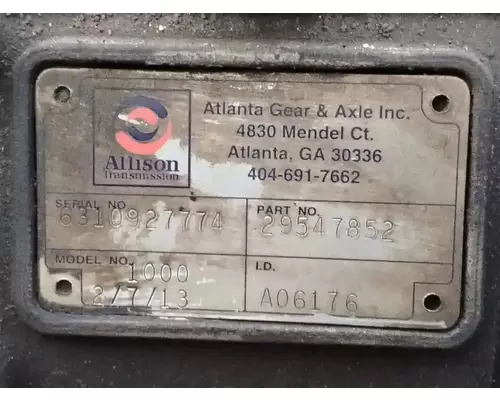 Allison
Transmission
Atlanta Gear & Axle Inc.
4830 Mendel Ct.
Atlanta, GA 30336
404-691-7662
SERIAL NO.
6310927774
PART NO.
29547852
MODEL NO.
1000
2/7/13
I.D.
A06176